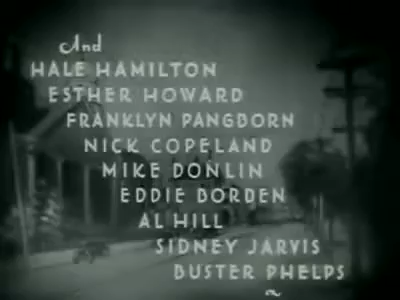 And
HALE HAMILTON
ESTHER HOWARD
FRANKLYN PANGBORN
NICK COPELAND
MIKE DONLIN
EDDIE BORDEN
AL HILL
SIDNEY JARVIS
BUSTER PHELPS
~